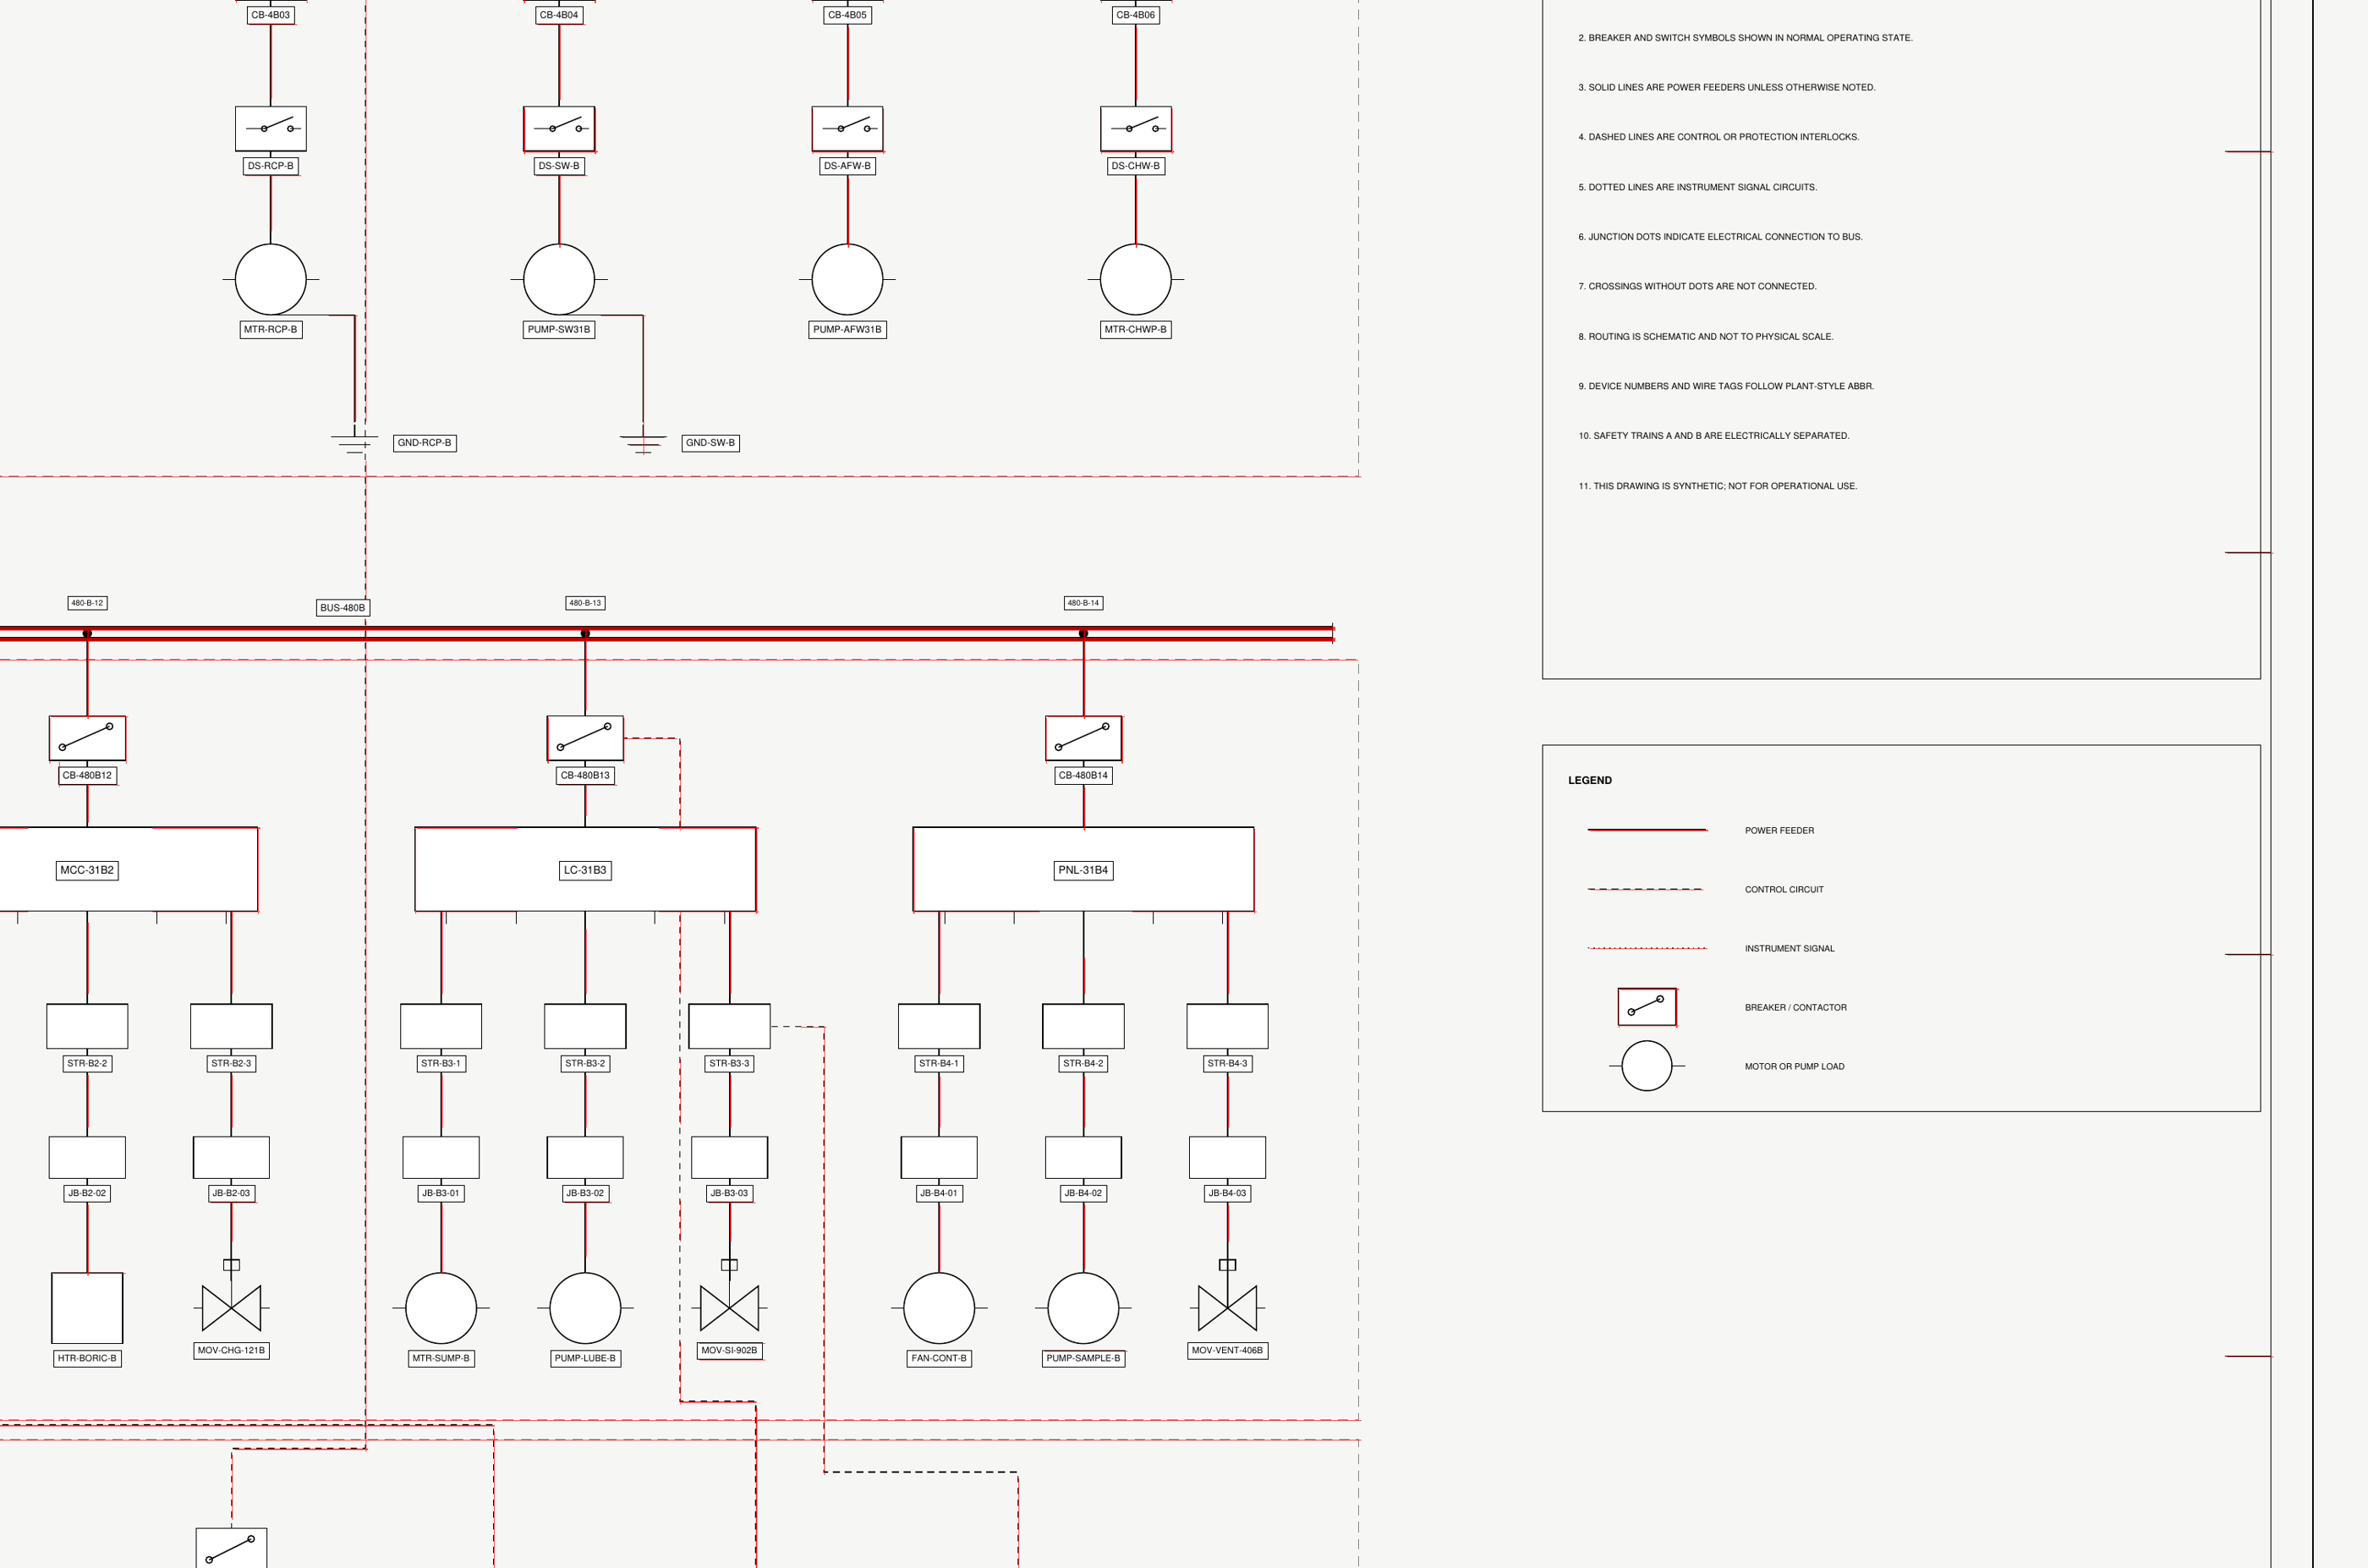 CB-4B03
CB-4B04
CB-4B05
CB-4B06
DS-RCP-B
DS-SW-B
DS-AFW-B
DS-CHW-B
MTR-RCP-B
PUMP-SW31B
PUMP-AFW31B
MTR-CHWP-B
GND-RCP-B
GND-SW-B
2. BREAKER AND SWITCH SYMBOLS SHOWN IN NORMAL OPERATING STATE.
3. SOLID LINES ARE POWER FEEDERS UNLESS OTHERWISE NOTED.
4. DASHED LINES ARE CONTROL OR PROTECTION INTERLOCKS.
5. DOTTED LINES ARE INSTRUMENT SIGNAL CIRCUITS.
6. JUNCTION DOTS INDICATE ELECTRICAL CONNECTION TO BUS.
7. CROSSINGS WITHOUT DOTS ARE NOT CONNECTED.
8. ROUTING IS SCHEMATIC AND NOT TO PHYSICAL SCALE.
9. DEVICE NUMBERS AND WIRE TAGS FOLLOW PLANT-STYLE ABBR.
10. SAFETY TRAINS A AND B ARE ELECTRICALLY SEPARATED.
11. THIS DRAWING IS SYNTHETIC; NOT FOR OPERATIONAL USE.
480-B-12
BUS-480B
480-B-13
480-B-14
CB-480B12
CB-480B13
CB-480B14
MCC-31B2
LC-31B3
PNL-31B4
STR-B2-2
STR-B2-3
STR-B3-1
STR-B3-2
STR-B3-3
STR-B4-1
STR-B4-2
STR-B4-3
JB-B2-02
JB-B2-03
JB-B3-01
JB-B3-02
JB-B3-03
JB-B4-01
JB-B4-02
JB-B4-03
HTR-BORIC-B
MOV-CHG-121B
MTR-SUMP-B
PUMP-LUBE-B
MOV-SI-902B
FAN-CONT-B
PUMP-SAMPLE-B
MOV-VENT-406B
LEGEND
POWER FEEDER
CONTROL CIRCUIT
INSTRUMENT SIGNAL
BREAKER / CONTACTOR
MOTOR OR PUMP LOAD